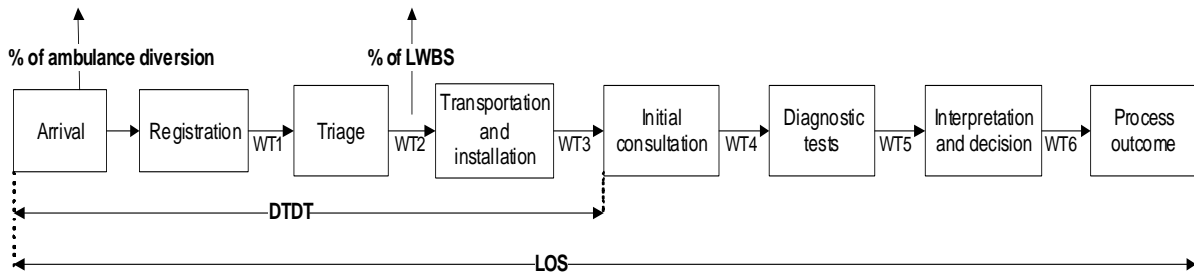 % of ambulance diversion
% of LWBS
Arrival
Registration
WT1
Triage
WT2
Transportation
and
installation
WT3
Initial
consultation
WT4
Diagnostic
tests
WT5
Interpretation
and decision
WT6
Process
outcome
DTDT
LOS